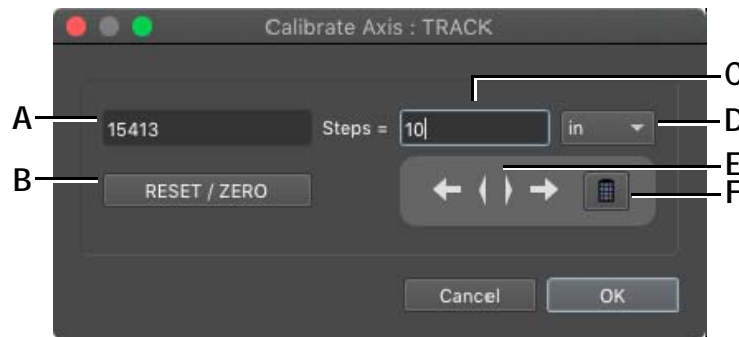 Calibrate Axis : TRACK
C
A 15413 Steps = 10 in D
E
B RESET / ZERO F
Cancel OK